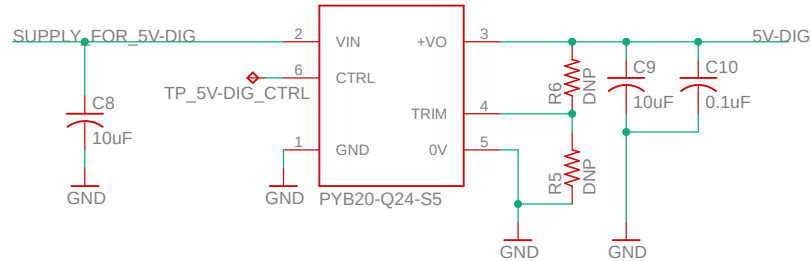 SUPPLY_FOR_5V-DIG
2
VIN
+VO
3
5V-DIG
6
CTRL
TP_5V-DIG_CTRL
R6
DNP
C9
10uF
C10
0.1uF
C8
10uF
TRIM
4
1
GND
0V
5
R5
DNP
GND
GND
PYB20-Q24-S5
GND
GND